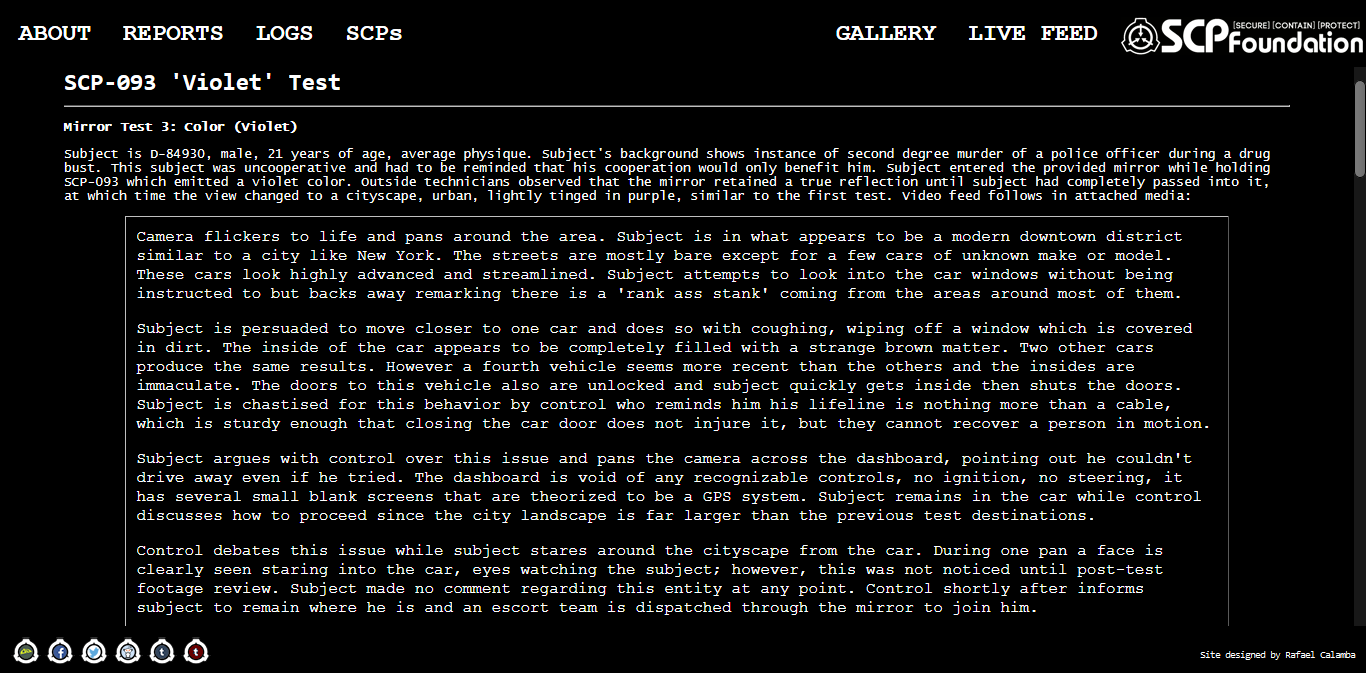 ABOUT REPORTS LOGS SCPs GALLERY LIVE FEED [SECURE] [CONTAIN] [PROTECT]
SCP Foundation
SCP-093 'Violet' Test
Mirror Test 3: Color (Violet)
Subject is D-84930, male, 21 years of age, average physique. Subject's background shows instance of second degree murder of a police officer during a drug
bust. This subject was uncooperative and had to be reminded that his cooperation would only benefit him. Subject entered the provided mirror while holding
SCP-093 which emitted a violet color. Outside technicians observed that the mirror retained a true reflection until subject had completely passed into it,
at which time the view changed to a cityscape, urban, lightly tinged in purple, similar to the first test. Video feed follows in attached media:
Camera flickers to life and pans around the area. Subject is in what appears to be a modern downtown district
similar to a city like New York. The streets are mostly bare except for a few cars of unknown make or model.
These cars look highly advanced and streamlined. Subject attempts to look into the car windows without being
instructed to but backs away remarking there is a 'rank ass stank' coming from the areas around most of them.
Subject is persuaded to move closer to one car and does so with coughing, wiping off a window which is covered
in dirt. The inside of the car appears to be completely filled with a strange brown matter. Two other cars
produce the same results. However a fourth vehicle seems more recent than the others and the insides are
immaculate. The doors to this vehicle also are unlocked and subject quickly gets inside then shuts the doors.
Subject is chastised for this behavior by control who reminds him his lifeline is nothing more than a cable,
which is sturdy enough that closing the car door does not injure it, but they cannot recover a person in motion.
Subject argues with control over this issue and pans the camera across the dashboard, pointing out he couldn't
drive away even if he tried. The dashboard is void of any recognizable controls, no ignition, no steering, it
has several small blank screens that are theorized to be a GPS system. Subject remains in the car while control
discusses how to proceed since the city landscape is far larger than the previous test destinations.
Control debates this issue while subject stares around the cityscape from the car. During one pan a face is
clearly seen staring into the car, eyes watching the subject; however, this was not noticed until post-test
footage review. Subject made no comment regarding this entity at any point. Control shortly after informs
subject to remain where he is and an escort team is dispatched through the mirror to join him.
Site designed by Rafael Calamba